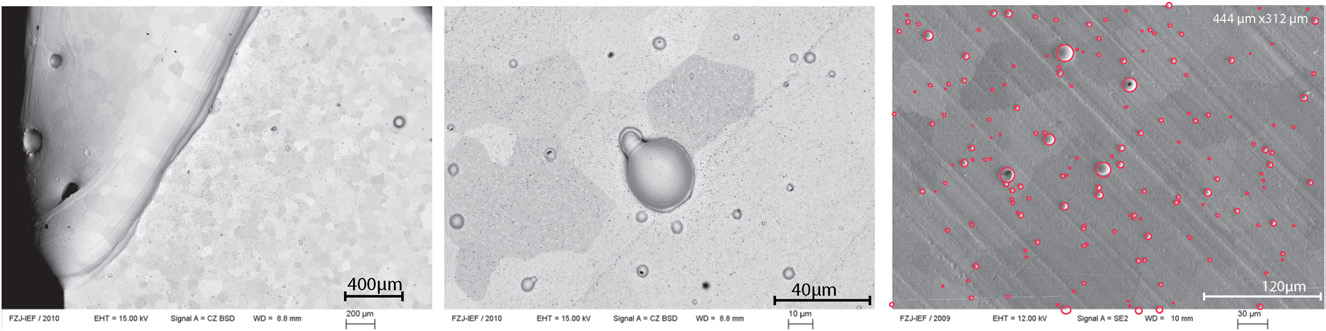 444 µm x312 µm
400µm
40µm
120µm
FZJ-IEF / 2010 EHT = 15.00 kV Signal A = CZ BSD WD = 8.8 mm 200 µm
FZJ-IEF / 2010 EHT = 15.00 kV Signal A = CZ BSD WD = 8.8 mm 10 µm
FZJ-IEF / 2009 EHT = 12.00 kV Signal A = SE2 WD = 10 mm 30 µm